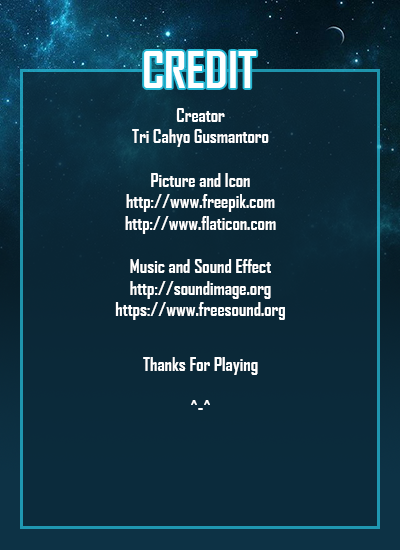 CREDIT
Creator
Tri Cahyo Gusmantoro
Picture and Icon
http://www.freepik.com
http://www.flaticon.com
Music and Sound Effect
http://soundimage.org
https://www.freesound.org
Thanks For Playing
^-^